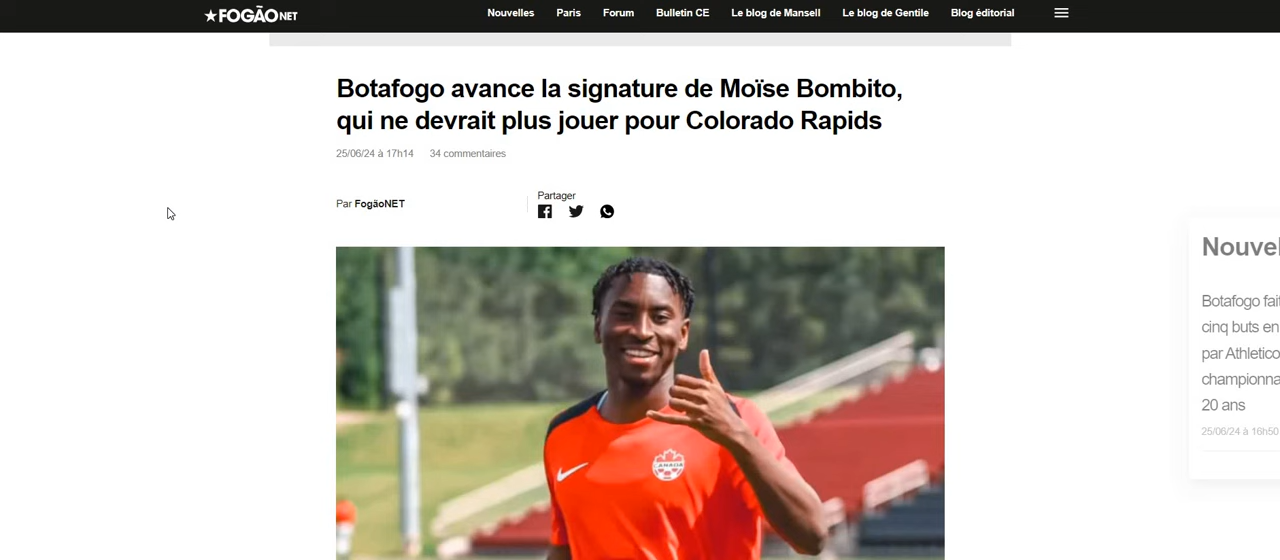 ★FOGÃONET
Nouvelles Paris Forum Bulletin CE Le blog de Mansell Le blog de Gentile Blog éditorial
Botafogo avance la signature de Moïse Bombito,
qui ne devrait plus jouer pour Colorado Rapids
25/06/24 à 17h14 34 commentaires
Par FogãoNET
Partager
CANADA
Nouvel
Botafogo fait
cinq buts en
par Athletico
championna
20 ans
25/06/24 à 16h50